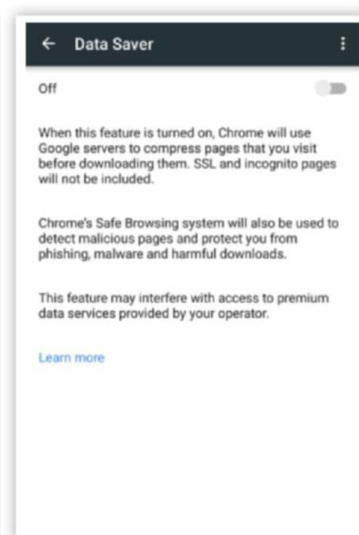 Data Saver
Off
When this feature is turned on, Chrome will use
Google servers to compress pages that you visit
before downloading them. SSL and incognito pages
will not be included.
Chrome's Safe Browsing system will also be used to
detect malicious pages and protect you from
phishing, malware and harmful downloads.
This feature may interfere with access to premium
data services provided by your operator.
Learn more